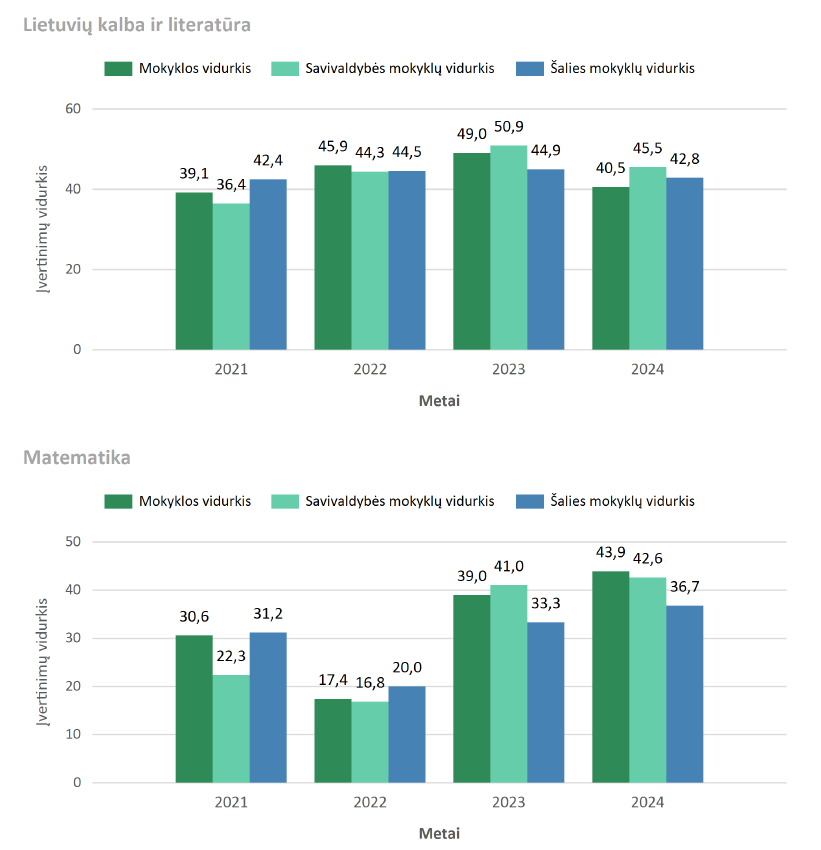 Lietuvių kalba ir literatūra
Mokyklos vidurkis Savivaldybės mokyklų vidurkis Šalies mokyklų vidurkis
Įvertinimų vidurkis
60
40
20
0
39,1 36,4 42,4
45,9 44,3 44,5
49,0 50,9 44,9
40,5 45,5 42,8
2021 2022 2023 2024
Metai
Matematika
Mokyklos vidurkis Savivaldybės mokyklų vidurkis Šalies mokyklų vidurkis
Įvertinimų vidurkis
50
40
30
20
10
0
30,6 22,3 31,2
17,4 16,8 20,0
39,0 41,0 33,3
43,9 42,6 36,7
2021 2022 2023 2024
Metai